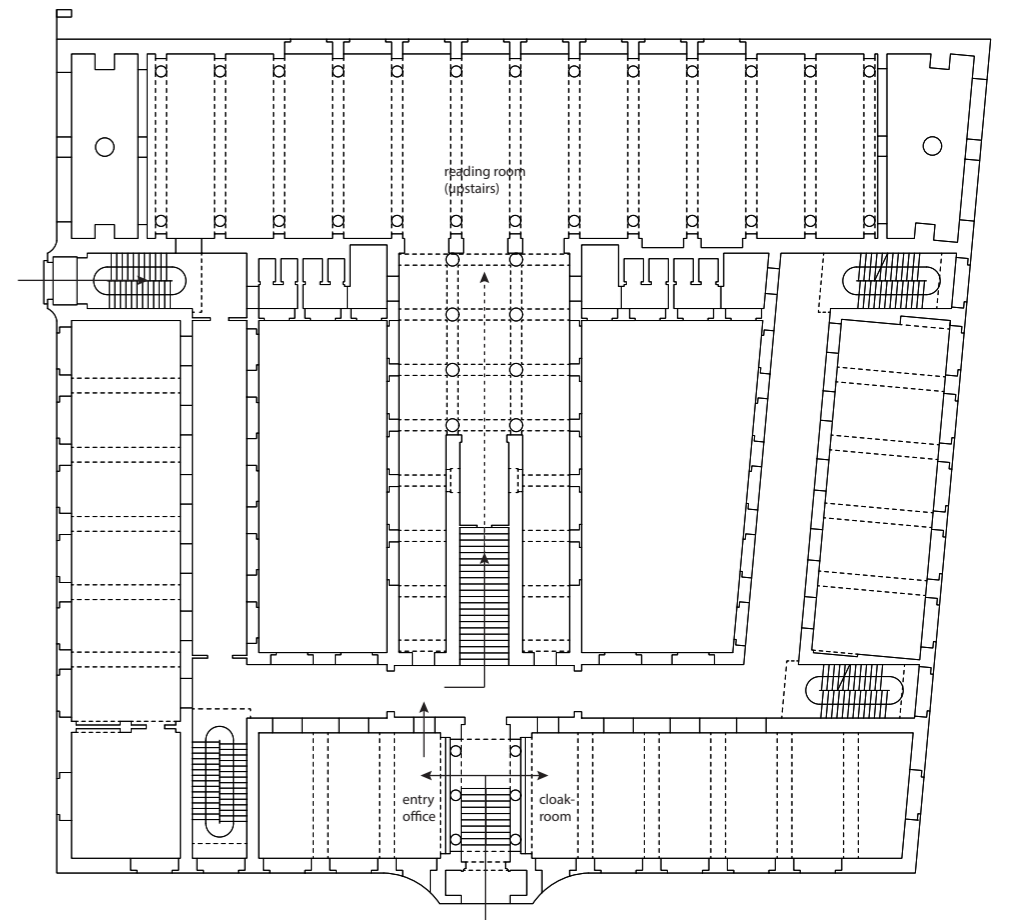 reading room
(upstairs)
entry
office
cloak-
room